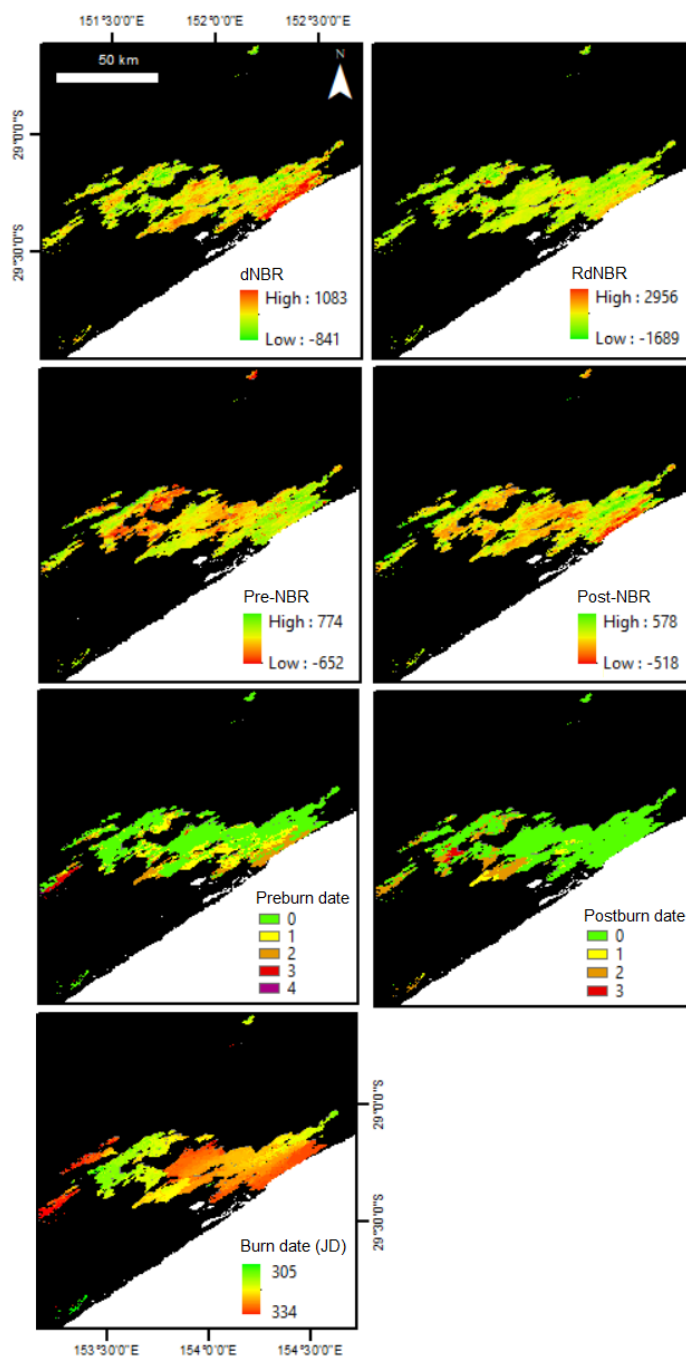 151°30'0"E 152°0'0"E 152°30'0"E
50 km
N
29°0'0"S
29°30'0"S
dNBR
High : 1083
Low : -841
RdNBR
High : 2956
Low : -1689
Pre-NBR
High : 774
Low : -652
Post-NBR
High : 578
Low : -518
Preburn date
0
1
2
3
4
Postburn date
0
1
2
3
29°0'0"S
29°30'0"S
Burn date (JD)
305
334
153°30'0"E 154°0'0"E 154°30'0"E